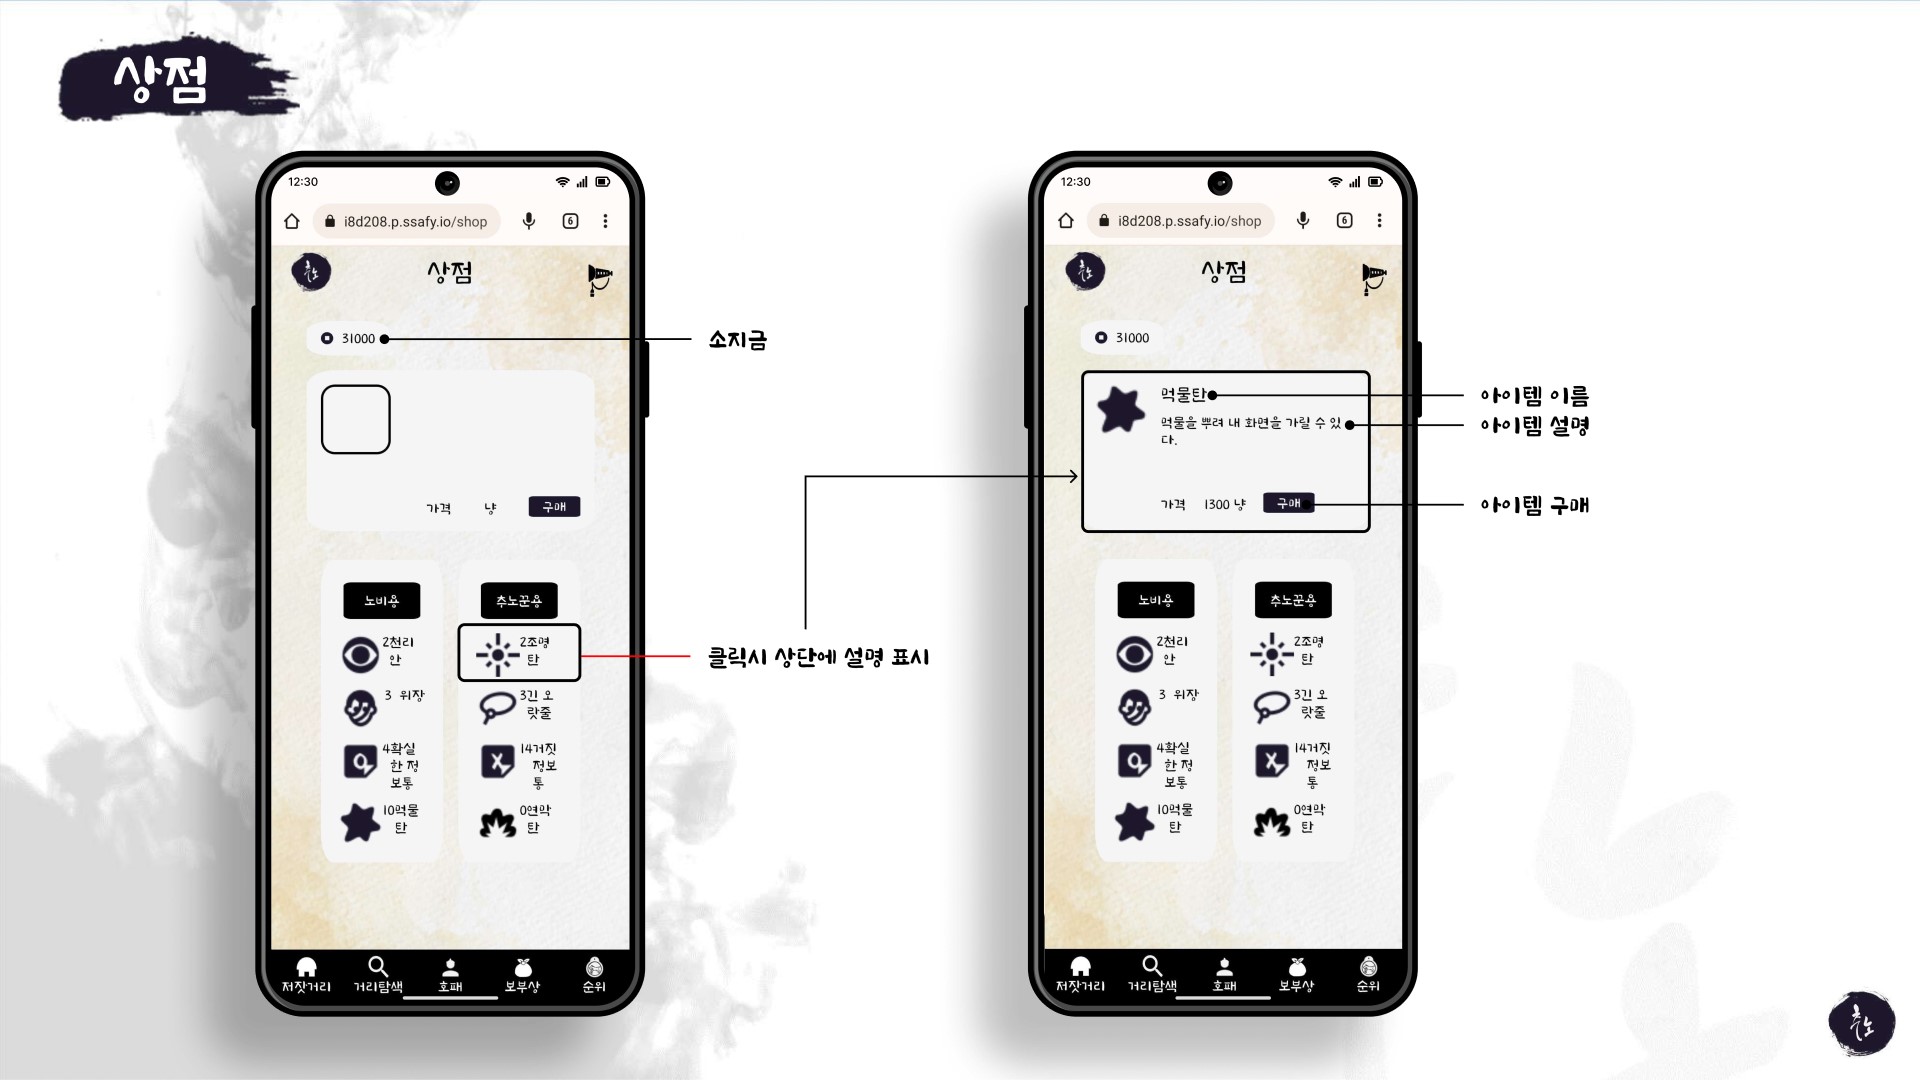 상점
12:30
i8d208.p.ssafy.io/shop
6
추노
상점
31000
소지금
가격 냥 구매
노비용
추노꾼용
2천리
안
2조명
탄
클릭시 상단에 설명 표시
3 위장
3긴 오
랏줄
4확실
한 정
보통
14거짓
정보
통
10먹물
탄
0연막
탄
저잣거리 거리탐색 호패 보부상 순위
12:30
i8d208.p.ssafy.io/shop
6
추노
상점
31000
먹물탄
아이템 이름
먹물을 뿌려 내 화면을 가릴 수 있
다.
아이템 설명
가격 1300 냥 구매
아이템 구매
노비용
추노꾼용
2천리
안
2조명
탄
3 위장
3긴 오
랏줄
4확실
한 정
보통
14거짓
정보
통
10먹물
탄
0연막
탄
저잣거리 거리탐색 호패 보부상 순위
추노